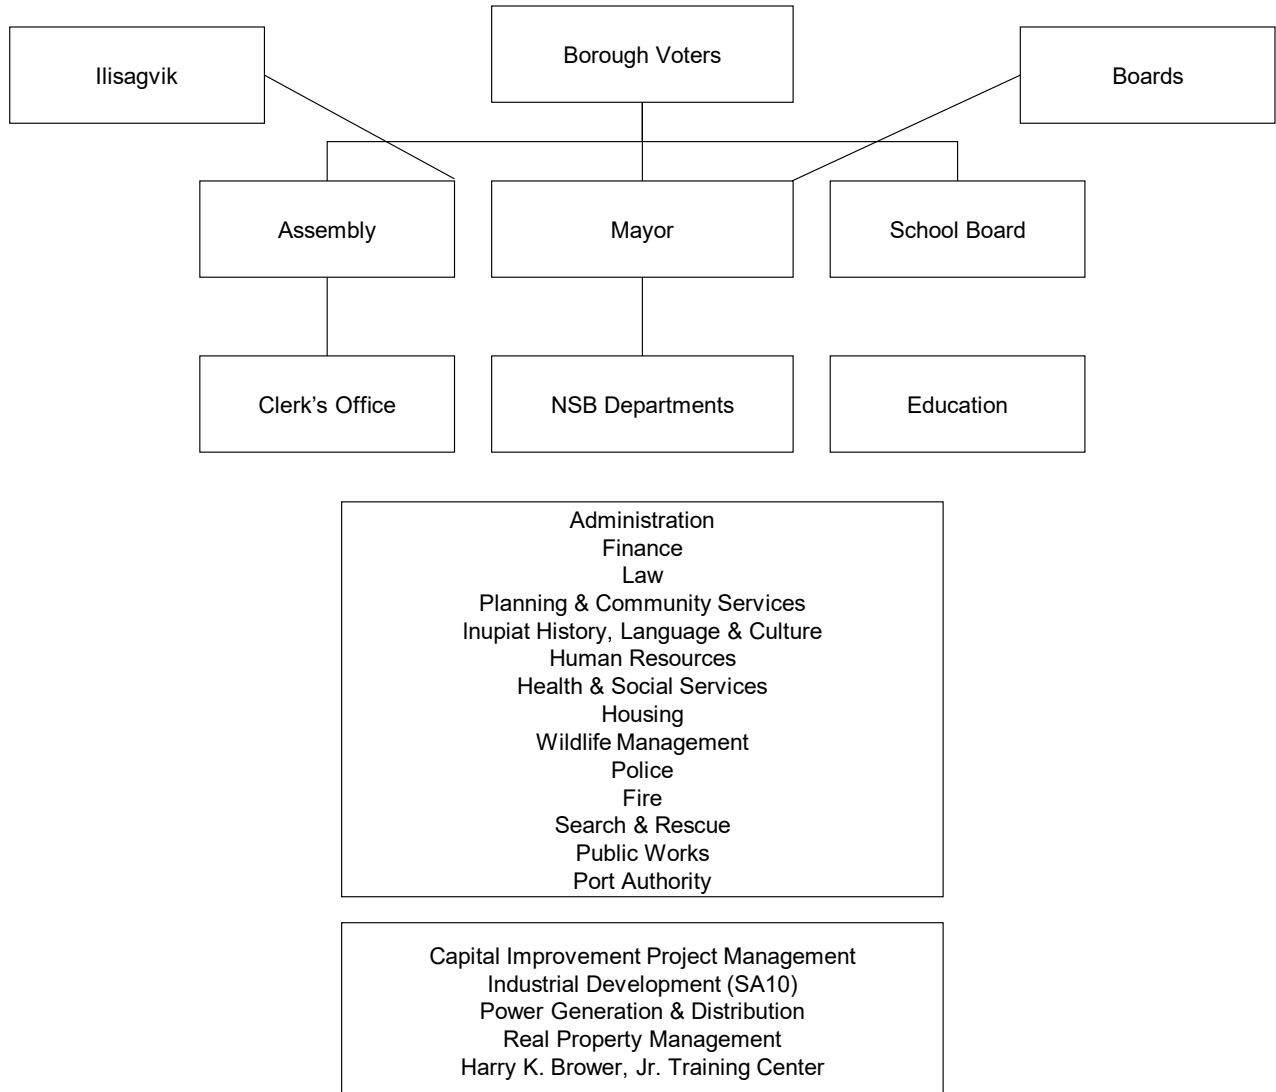 Borough Voters
Ilisagvik
Boards
Assembly
Mayor
School Board
Clerk’s Office
NSB Departments
Education
Administration
Finance
Law
Planning & Community Services
Inupiat History, Language & Culture
Human Resources
Health & Social Services
Housing
Wildlife Management
Police
Fire
Search & Rescue
Public Works
Port Authority
Capital Improvement Project Management
Industrial Development (SA10)
Power Generation & Distribution
Real Property Management
Harry K. Brower, Jr. Training Center